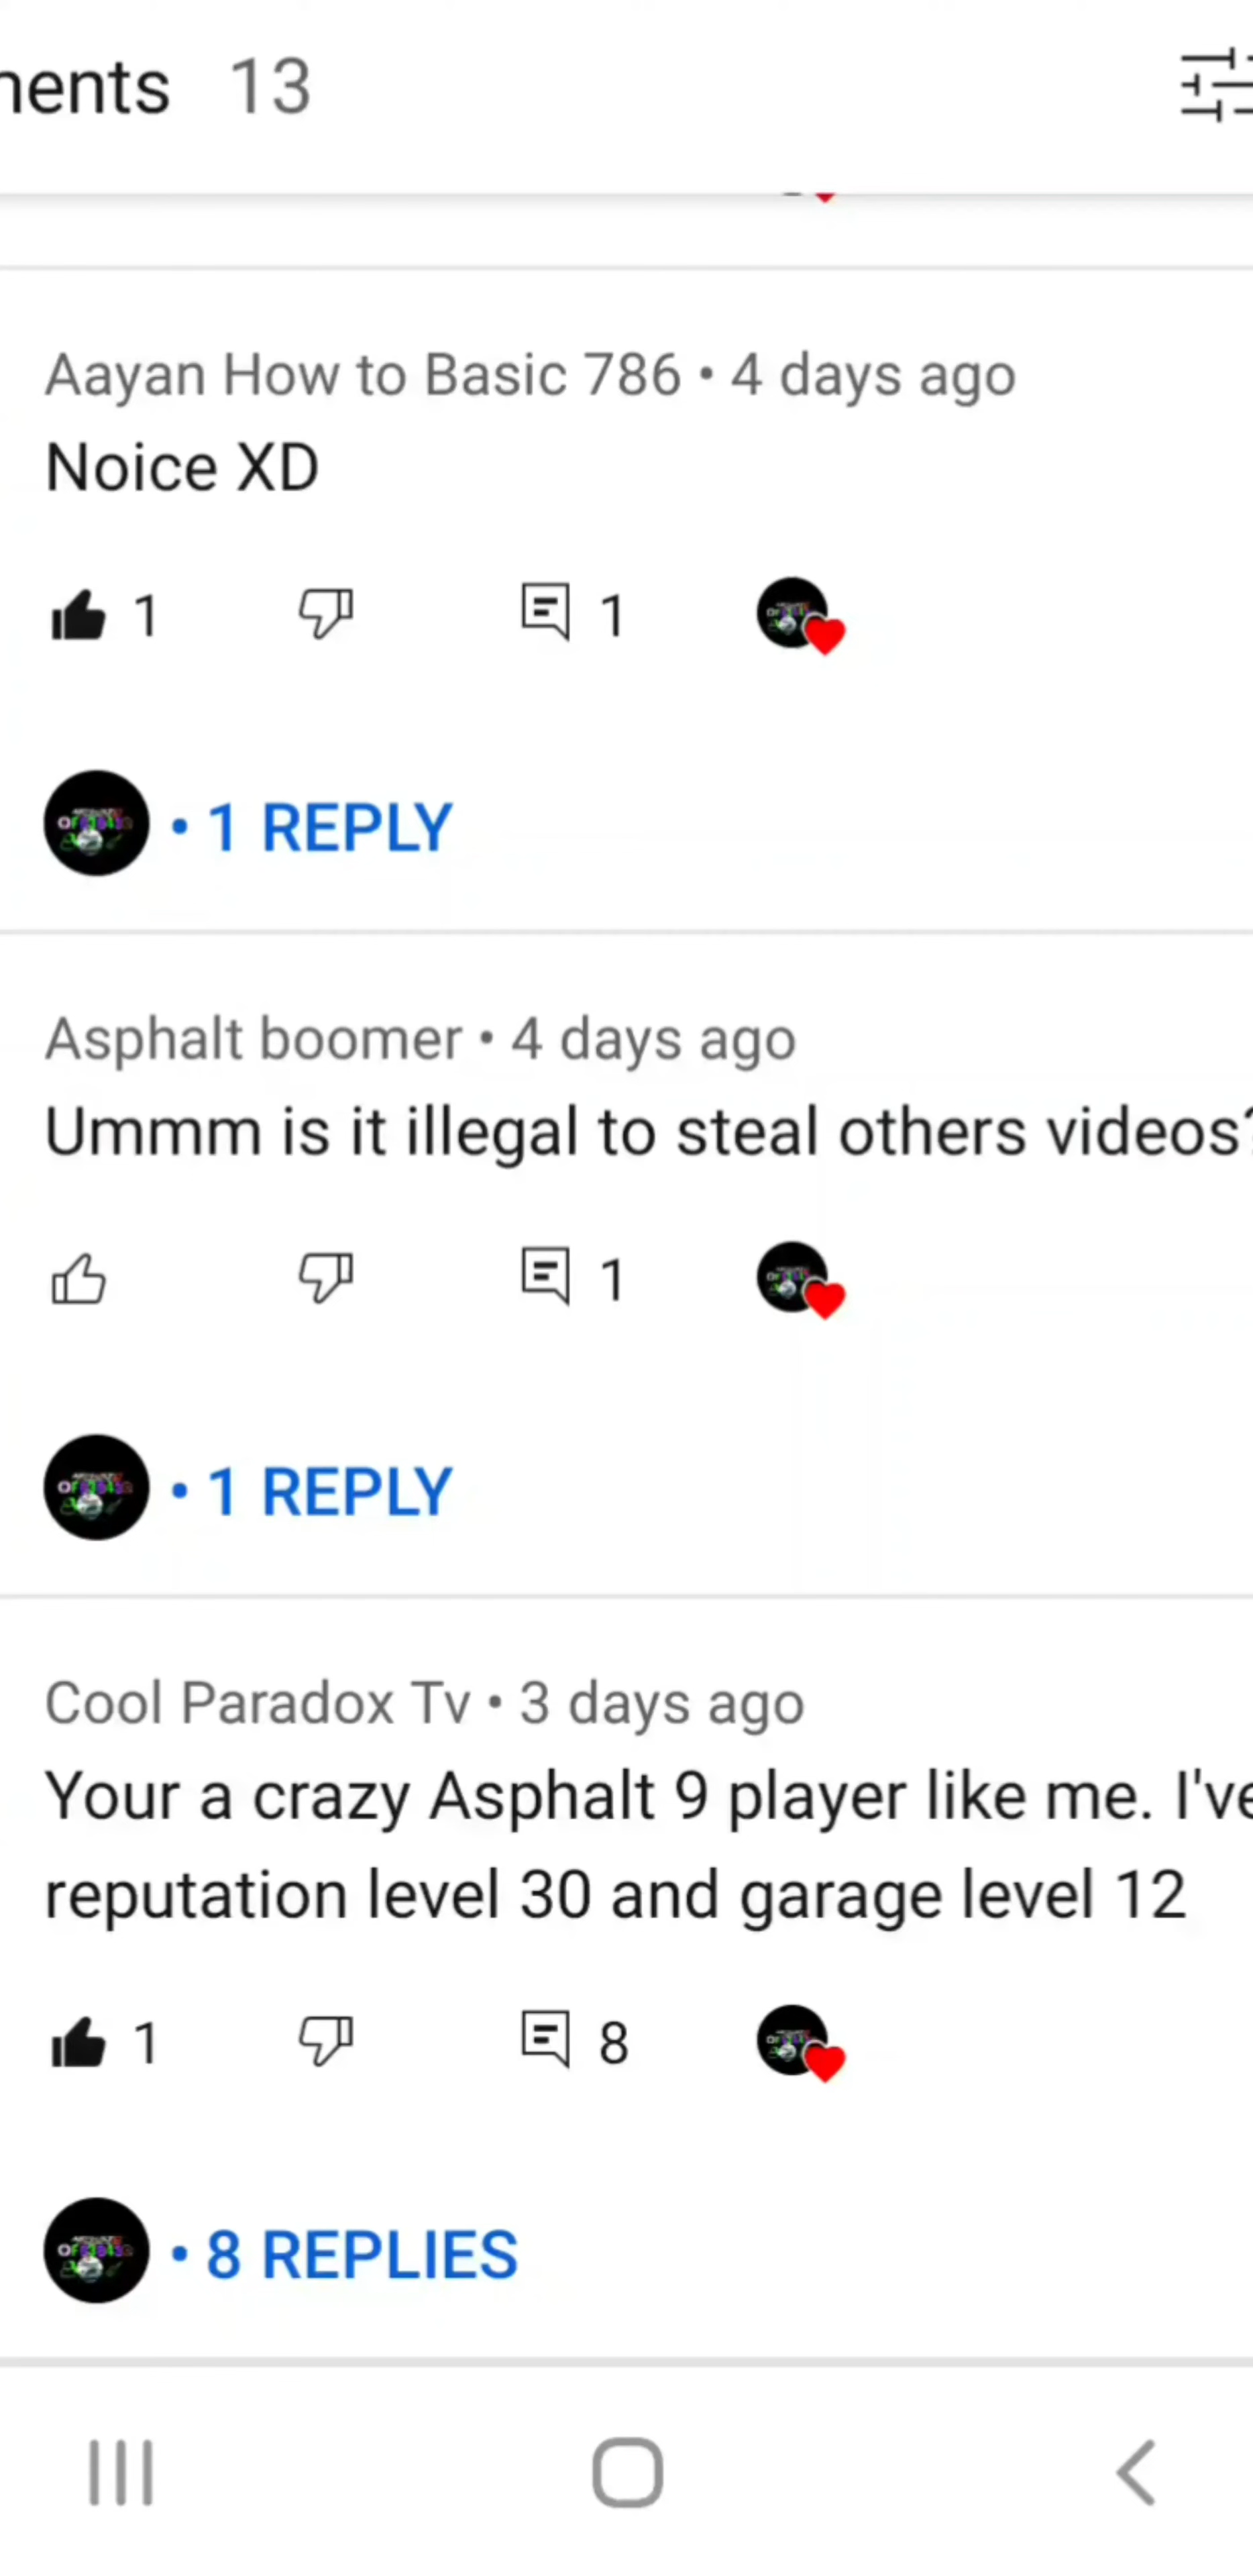 ments 13
Aayan How to Basic 786 • 4 days ago
Noice XD
1 1
• 1 REPLY
Asphalt boomer • 4 days ago
Ummm is it illegal to steal others videos?
1
• 1 REPLY
Cool Paradox Tv • 3 days ago
Your a crazy Asphalt 9 player like me. I've
reputation level 30 and garage level 12
1 8
• 8 REPLIES